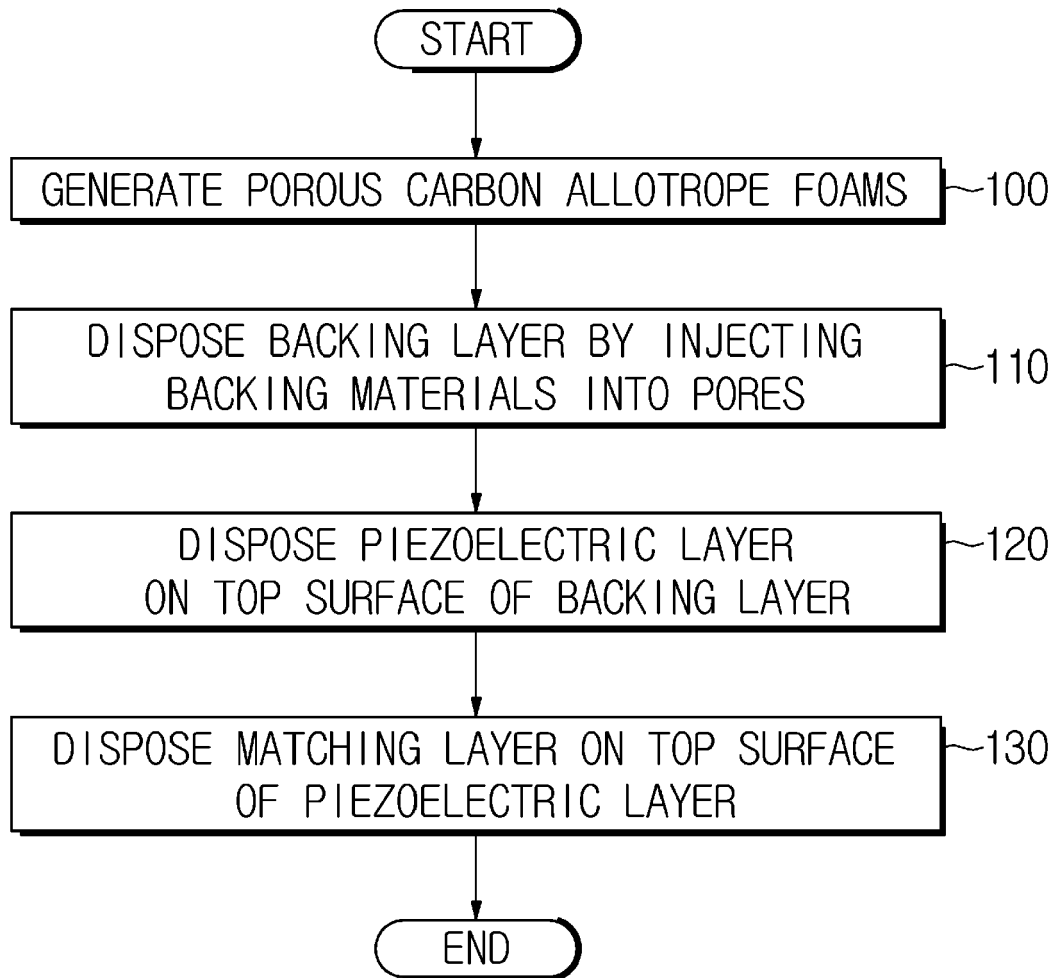 START
GENERATE POROUS CARBON ALLOTROPE FOAMS
100
DISPOSE BACKING LAYER BY INJECTING
BACKING MATERIALS INTO PORES
110
DISPOSE PIEZOELECTRIC LAYER
ON TOP SURFACE OF BACKING LAYER
120
DISPOSE MATCHING LAYER ON TOP SURFACE
OF PIEZOELECTRIC LAYER
130
END